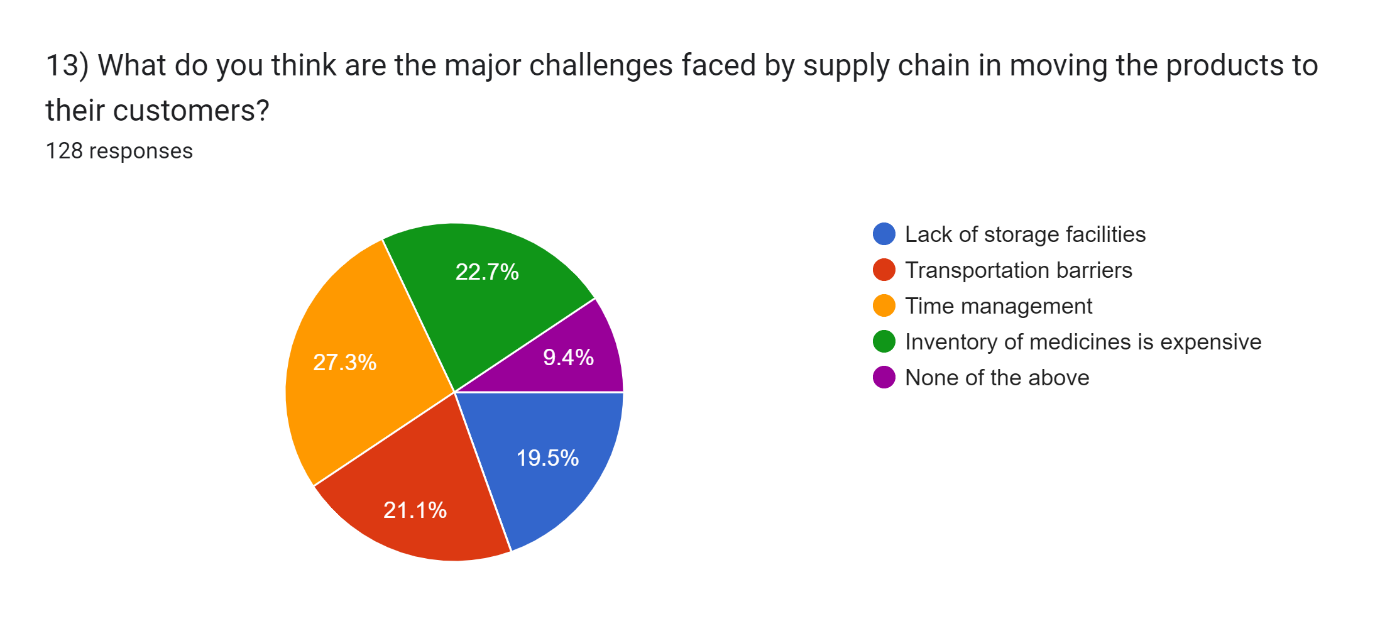 13) What do you think are the major challenges faced by supply chain in moving the products to
their customers?
128 responses
22.7%
9.4%
27.3%
19.5%
21.1%
Lack of storage facilities
Transportation barriers
Time management
Inventory of medicines is expensive
None of the above